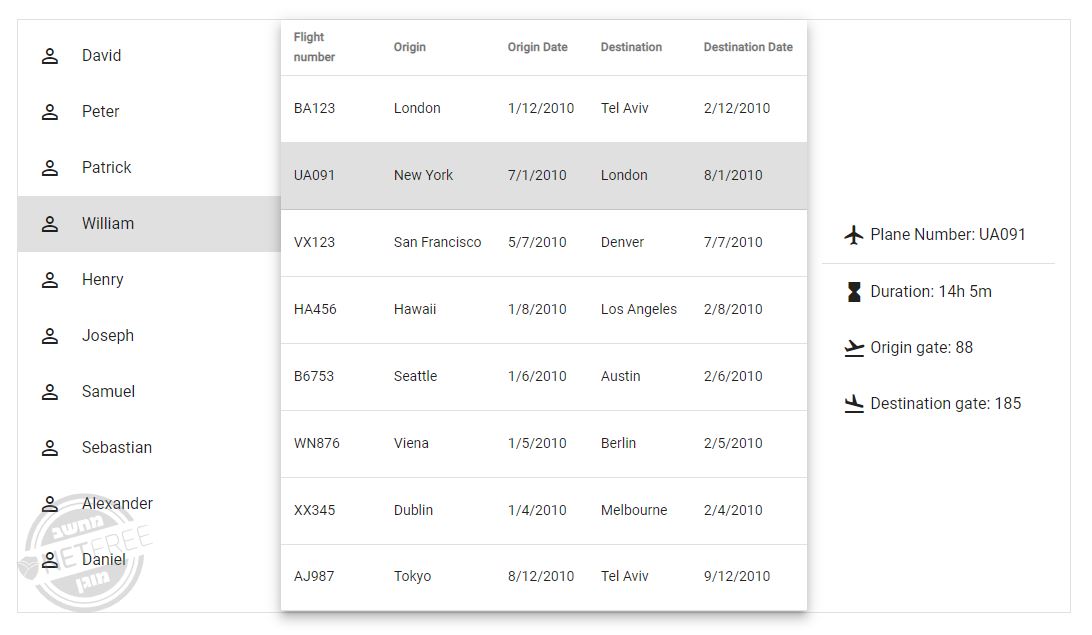 David
Peter
Patrick
William
Henry
Joseph
Samuel
Sebastian
Alexander
Daniel
מחשב
METFREE
מוגן
Flight number Origin Origin Date Destination Destination Date
BA123 London 1/12/2010 Tel Aviv 2/12/2010
UA091 New York 7/1/2010 London 8/1/2010
VX123 San Francisco 5/7/2010 Denver 7/7/2010
HA456 Hawaii 1/8/2010 Los Angeles 2/8/2010
B6753 Seattle 1/6/2010 Austin 2/6/2010
WN876 Viena 1/5/2010 Berlin 2/5/2010
XX345 Dublin 1/4/2010 Melbourne 2/4/2010
AJ987 Tokyo 8/12/2010 Tel Aviv 9/12/2010
Plane Number: UA091
Duration: 14h 5m
Origin gate: 88
Destination gate: 185